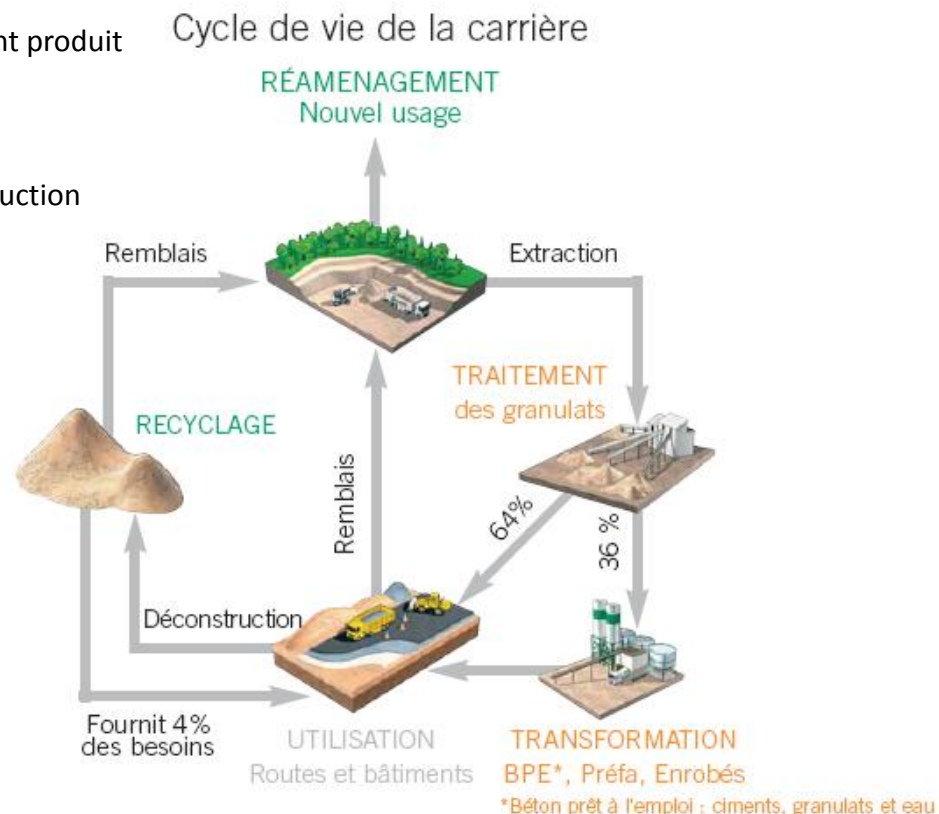 nt produit
Cycle de vie de la carrière
RÉAMENAGEMENT
Nouvel usage
uction
Remblais
Extraction
TRAITEMENT
des granulats
RECYCLAGE
Remblais
64%
36 %
Déconstruction
Fournit 4%
des besoins
UTILISATION
Routes et bâtiments
TRANSFORMATION
BPE*, Préfa, Enrobés
*Béton prêt à l'emploi : ciments, granulats et eau